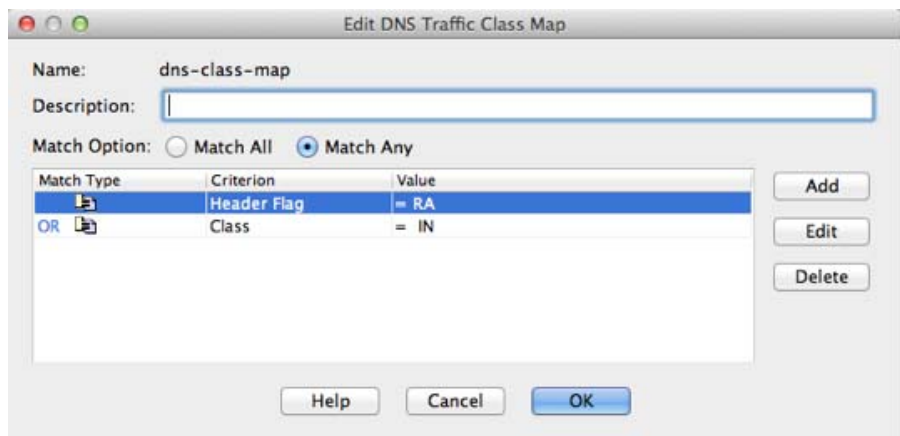 Edit DNS Traffic Class Map
Name: dns-class-map
Description:
Match Option: Match All Match Any
Match Type Criterion Value
Header Flag = RA
OR Class = IN
Add
Edit
Delete
Help Cancel OK